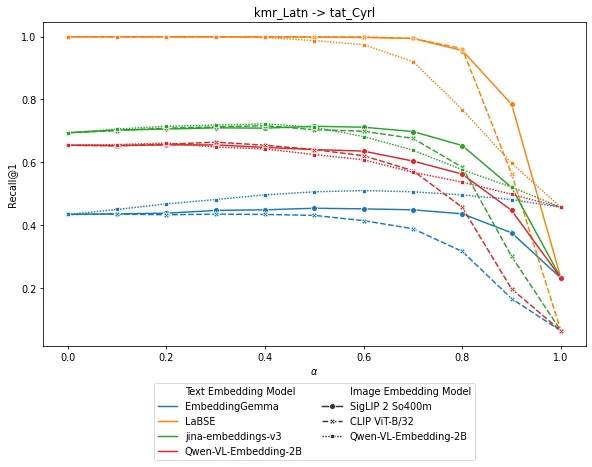 kmr_Latn -> tat_Cyrl
1.0
0.8
0.6
0.4
0.2
Recall@1
0.0 0.2 0.4 0.6 0.8 1.0
α
Text Embedding Model Image Embedding Model
EmbeddingGemma SigLIP 2 So400m
LaBSE CLIP ViT-B/32
jina-embeddings-v3 Qwen-VL-Embedding-2B
Qwen-VL-Embedding-2B